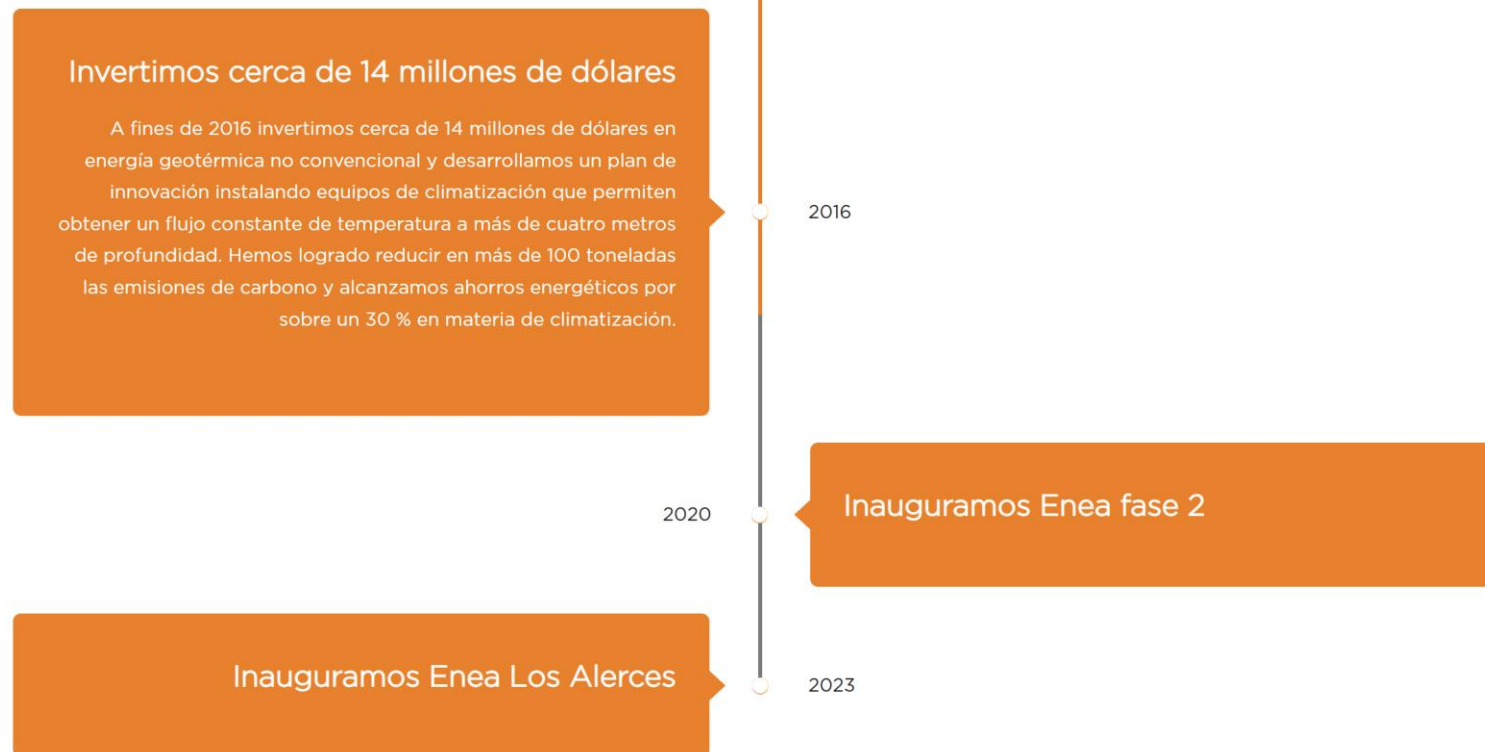 Invertimos cerca de 14 millones de dólares
A fines de 2016 invertimos cerca de 14 millones de dólares en
energía geotérmica no convencional y desarrollamos un plan de
innovación instalando equipos de climatización que permiten
obtener un flujo constante de temperatura a más de cuatro metros
de profundidad. Hemos logrado reducir en más de 100 toneladas
las emisiones de carbono y alcanzamos ahorros energéticos por
sobre un 30 % en materia de climatización.
2016
2020
Inauguramos Enea fase 2
Inauguramos Enea Los Alerces
2023